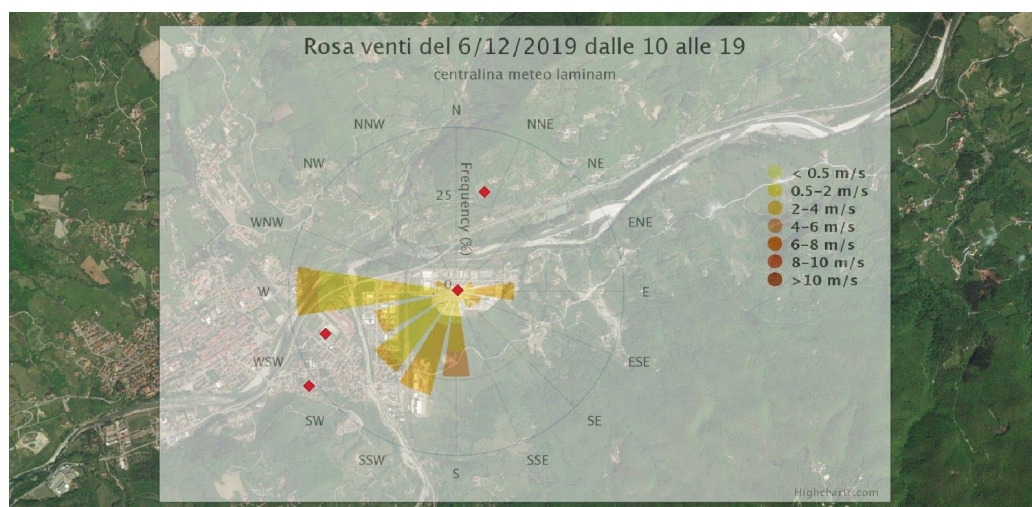 Rosa venti del 6/12/2019 dalle 10 alle 19
centralina meteo laminam
N
NNW
NNE
NW
NE
Frequency (%)
25
< 0.5 m/s
0.5–2 m/s
2–4 m/s
4–6 m/s
6–8 m/s
8–10 m/s
>10 m/s
WNW
ENE
0
W
E
WSW
ESE
SW
SE
SSW
SSE
S
Highcharts.com